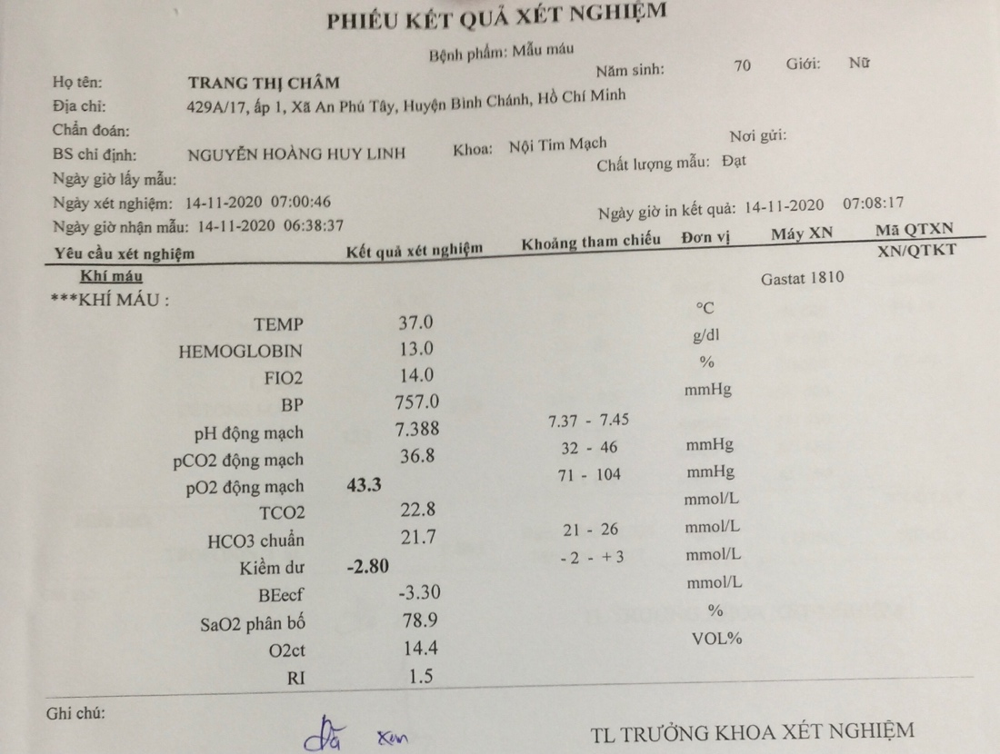 PHIẾU KẾT QUẢ XÉT NGHIỆM
Bệnh phẩm: Mẫu máu
Họ tên: TRANG THỊ CHÂM Năm sinh: 70 Giới: Nữ
Địa chỉ: 429A/17, ấp 1, Xã An Phú Tây, Huyện Bình Chánh, Hồ Chí Minh
Chẩn đoán:
BS chỉ định: NGUYỄN HOÀNG HUY LINH Khoa: Nội Tim Mạch Nơi gửi:
Ngày giờ lấy mẫu: Chất lượng mẫu: Đạt
Ngày xét nghiệm: 14-11-2020 07:00:46
Ngày giờ nhận mẫu: 14-11-2020 06:38:37 Ngày giờ in kết quả: 14-11-2020 07:08:17
Yêu cầu xét nghiệm Kết quả xét nghiệm Khoảng tham chiếu Đơn vị Máy XN Mã QTXN
XN/QTKT
Khí máu Gastat 1810
***KHÍ MÁU :
TEMP 37.0 °C
HEMOGLOBIN 13.0 g/dl
FIO2 14.0 %
BP 757.0 mmHg
pH động mạch 7.388 7.37 - 7.45
pCO2 động mạch 36.8 32 - 46 mmHg
pO2 động mạch 43.3 71 - 104 mmHg
TCO2 22.8 mmol/L
HCO3 chuẩn 21.7 21 - 26 mmol/L
Kiềm dư -2.80 -2 - +3 mmol/L
BEecf -3.30 mmol/L
SaO2 phân bố 78.9 %
O2ct 14.4 VOL%
RI 1.5
Ghi chú:
đã xem
TL TRƯỞNG KHOA XÉT NGHIỆM